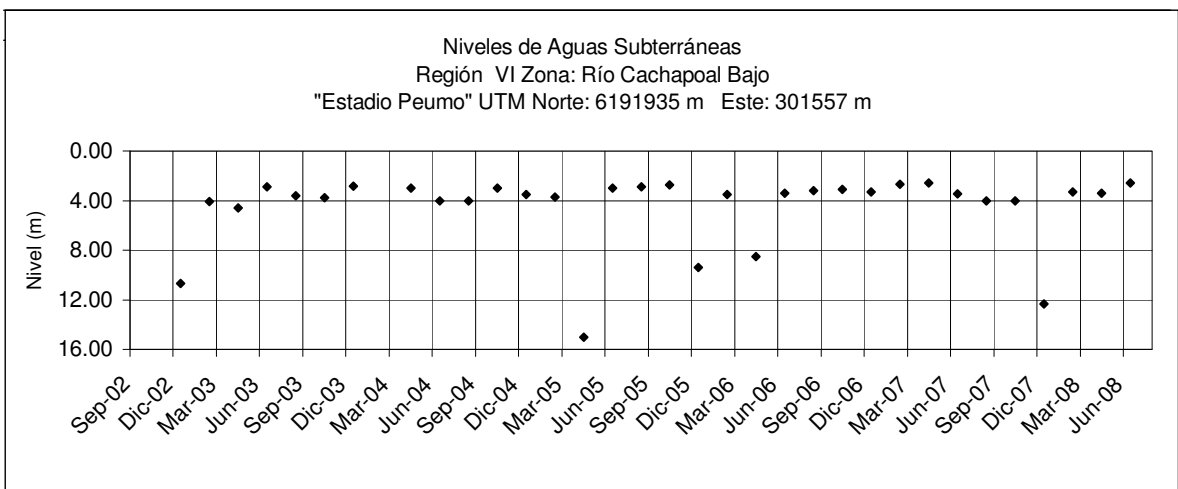 Niveles de Aguas Subterráneas
Región VI Zona: Río Cachapoal Bajo
"Estadio Peumo" UTM Norte: 6191935 m Este: 301557 m
0.00
4.00
8.00
12.00
16.00
Nivel (m)
Sep-02
Dic-02
Mar-03
Jun-03
Sep-03
Dic-03
Mar-04
Jun-04
Sep-04
Dic-04
Mar-05
Jun-05
Sep-05
Dic-05
Mar-06
Jun-06
Sep-06
Dic-06
Mar-07
Jun-07
Sep-07
Dic-07
Mar-08
Jun-08